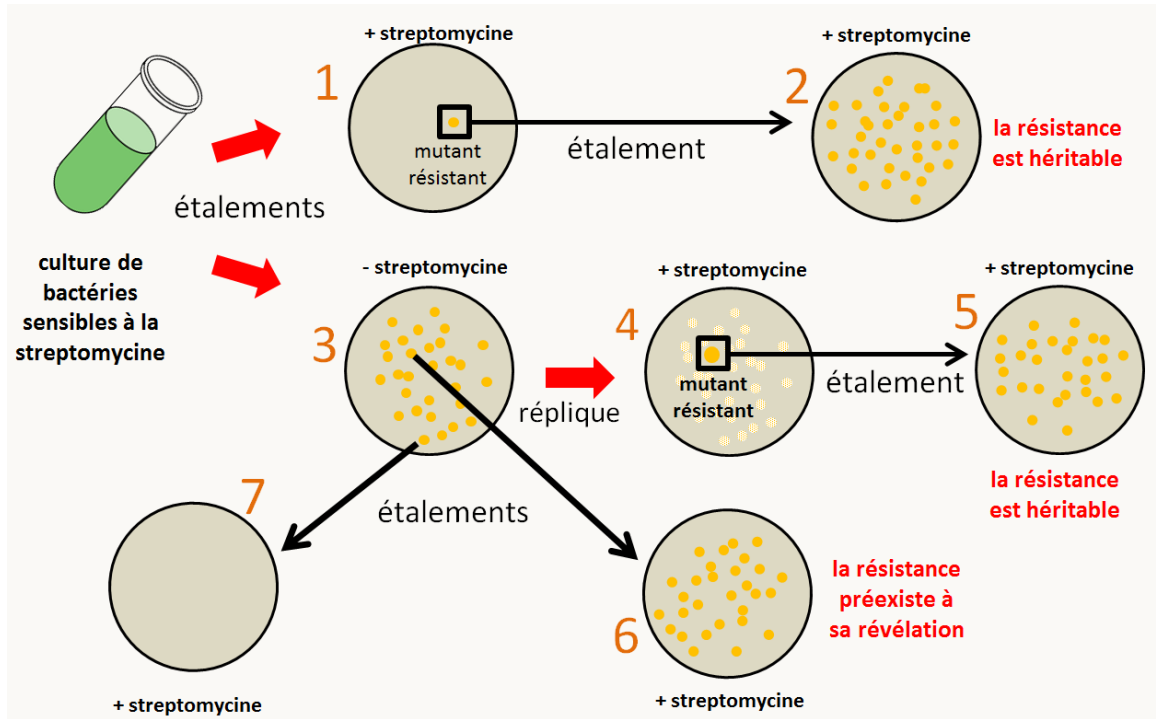 + streptomycine
1
mutant
résistant
étalement
+ streptomycine
2
la résistance
est héritable
étalements
culture de
bactéries
sensibles à la
streptomycine
- streptomycine
3
réplique
+ streptomycine
4
mutant
résistant
étalement
+ streptomycine
5
la résistance
est héritable
étalements
7
+ streptomycine
6
+ streptomycine
la résistance
préexiste à
sa révélation